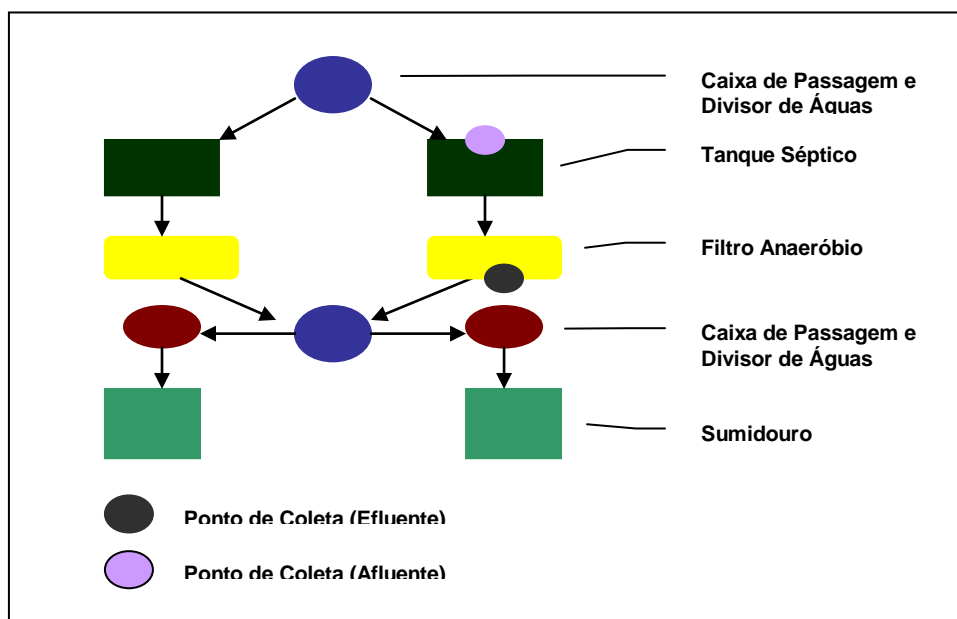 Caixa de Passagem e
Divisor de Águas
Tanque Séptico
Filtro Anaeróbio
Caixa de Passagem e
Divisor de Águas
Sumidouro
Ponto de Coleta (Efluente)
Ponto de Coleta (Afluente)